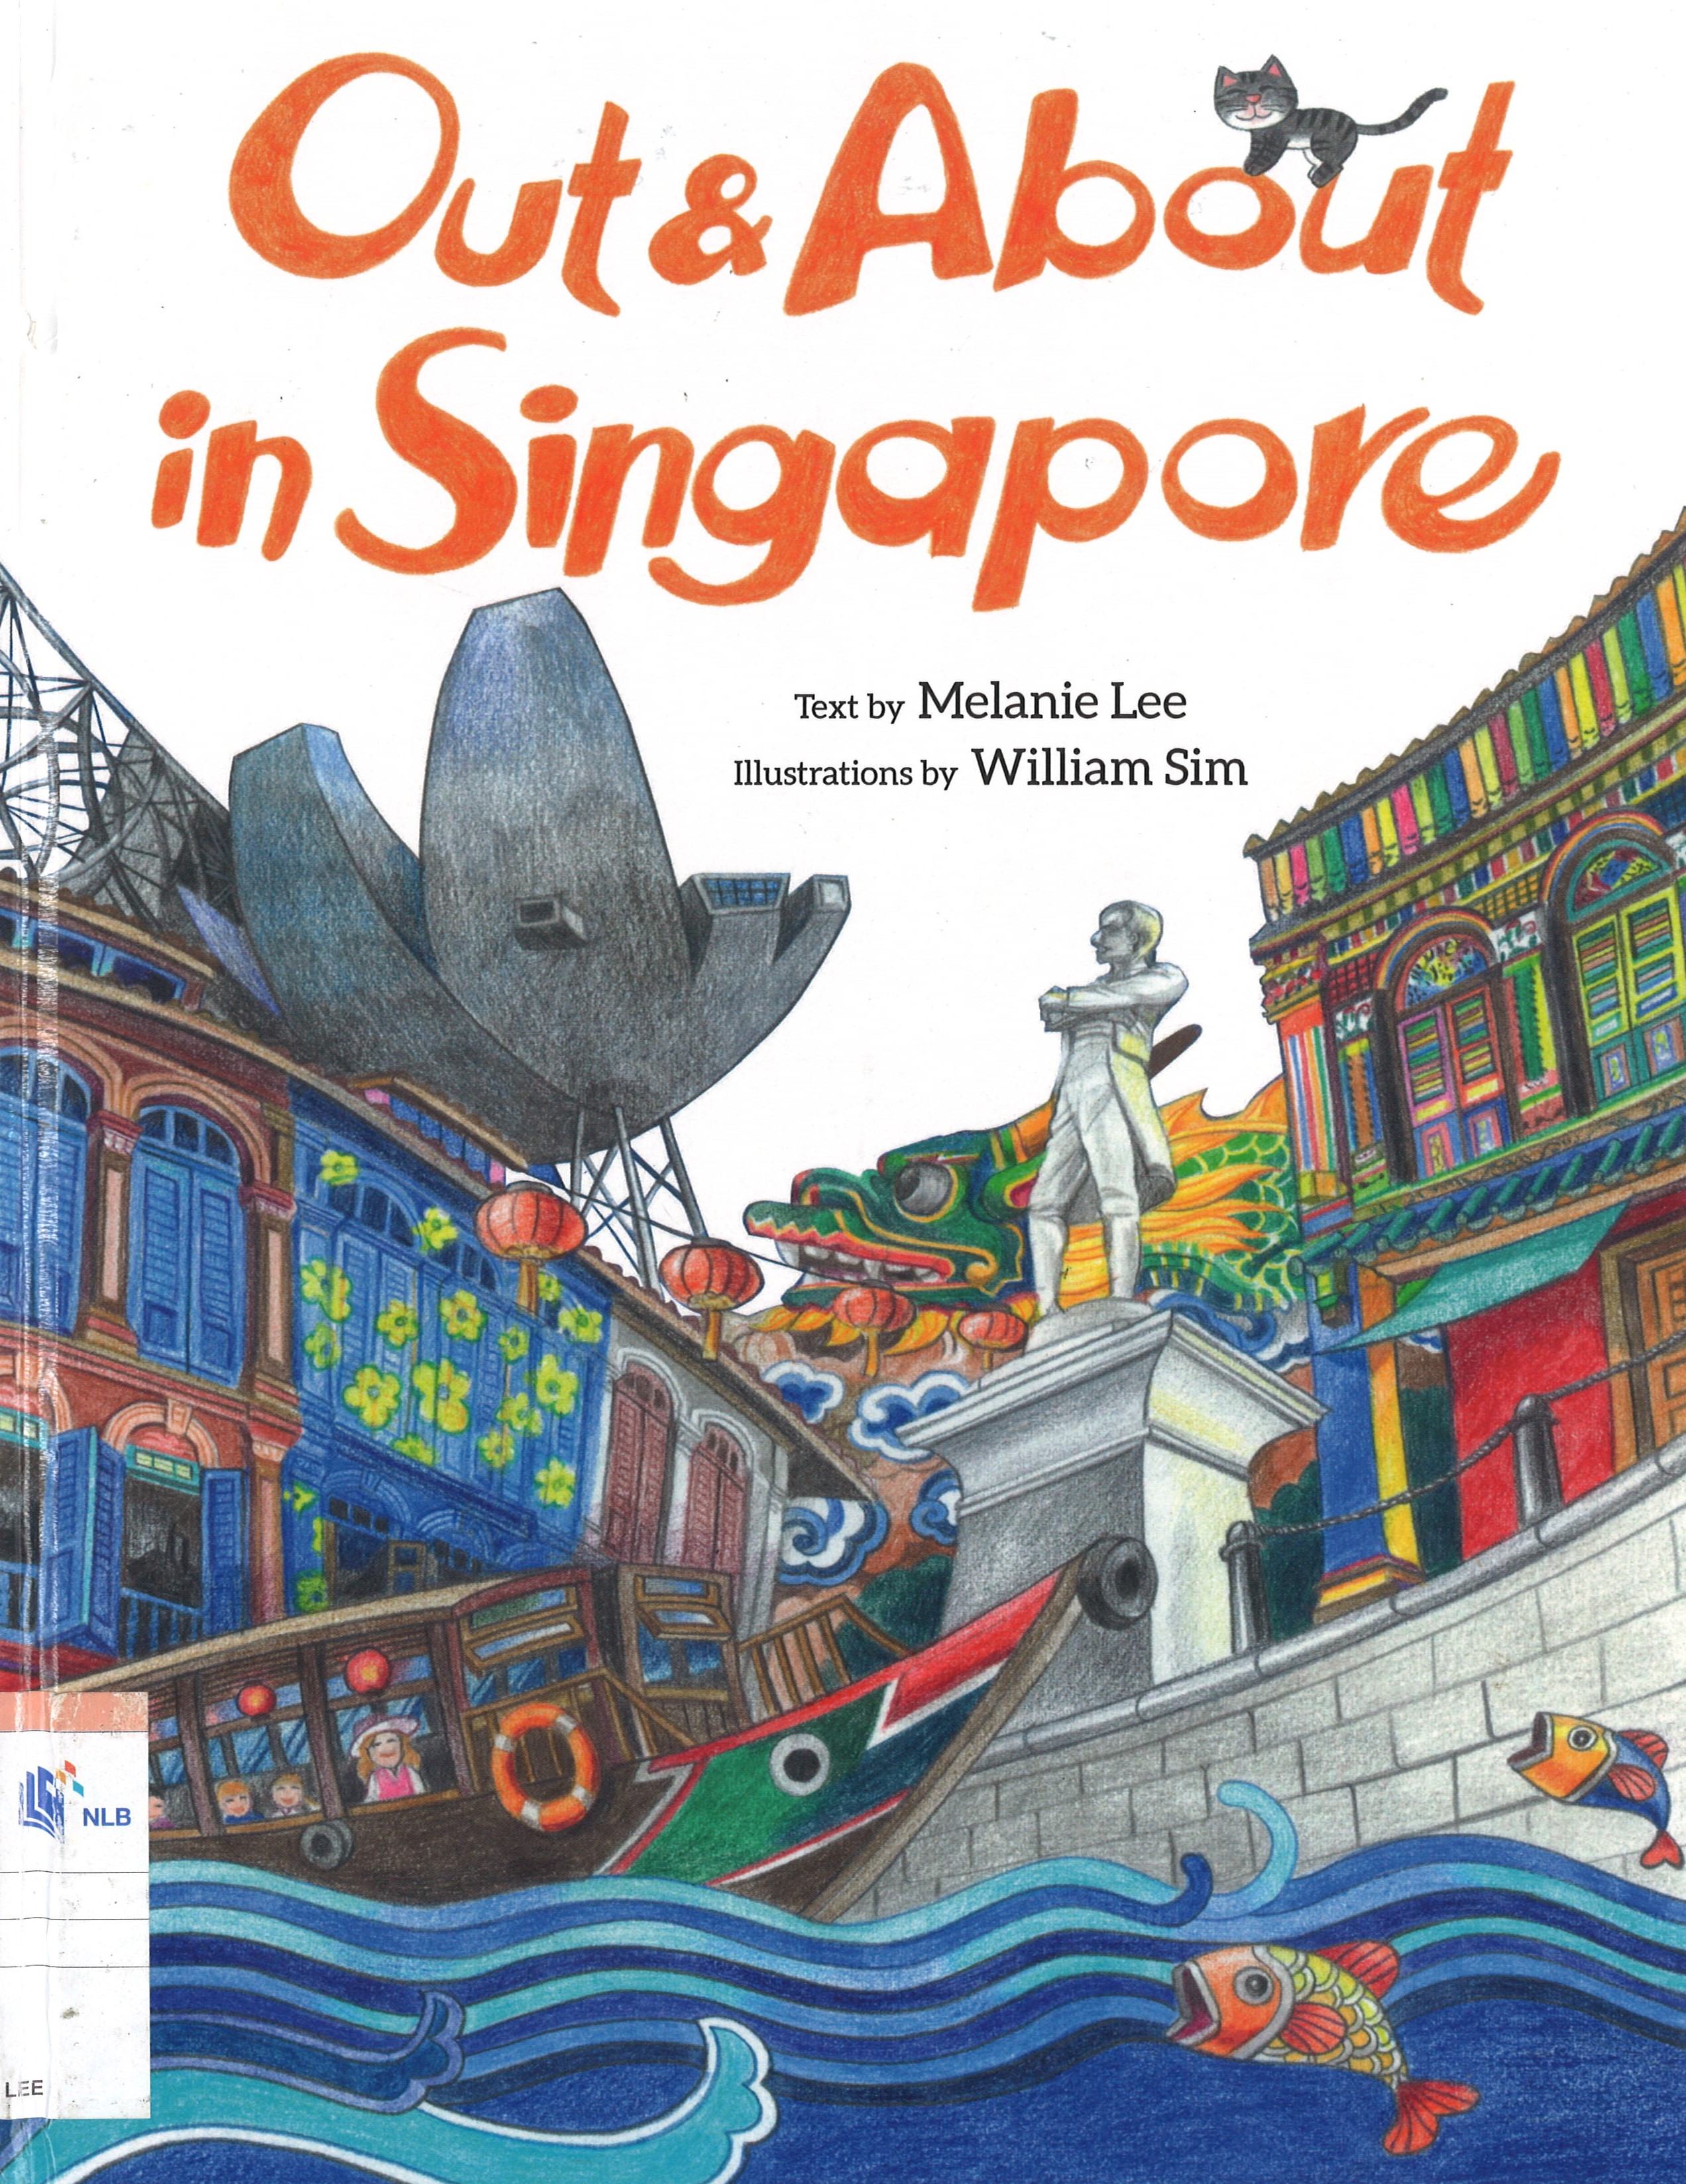 Out & About
in Singapore
Text by Melanie Lee
Illustrations by William Sim
NLB
LEE